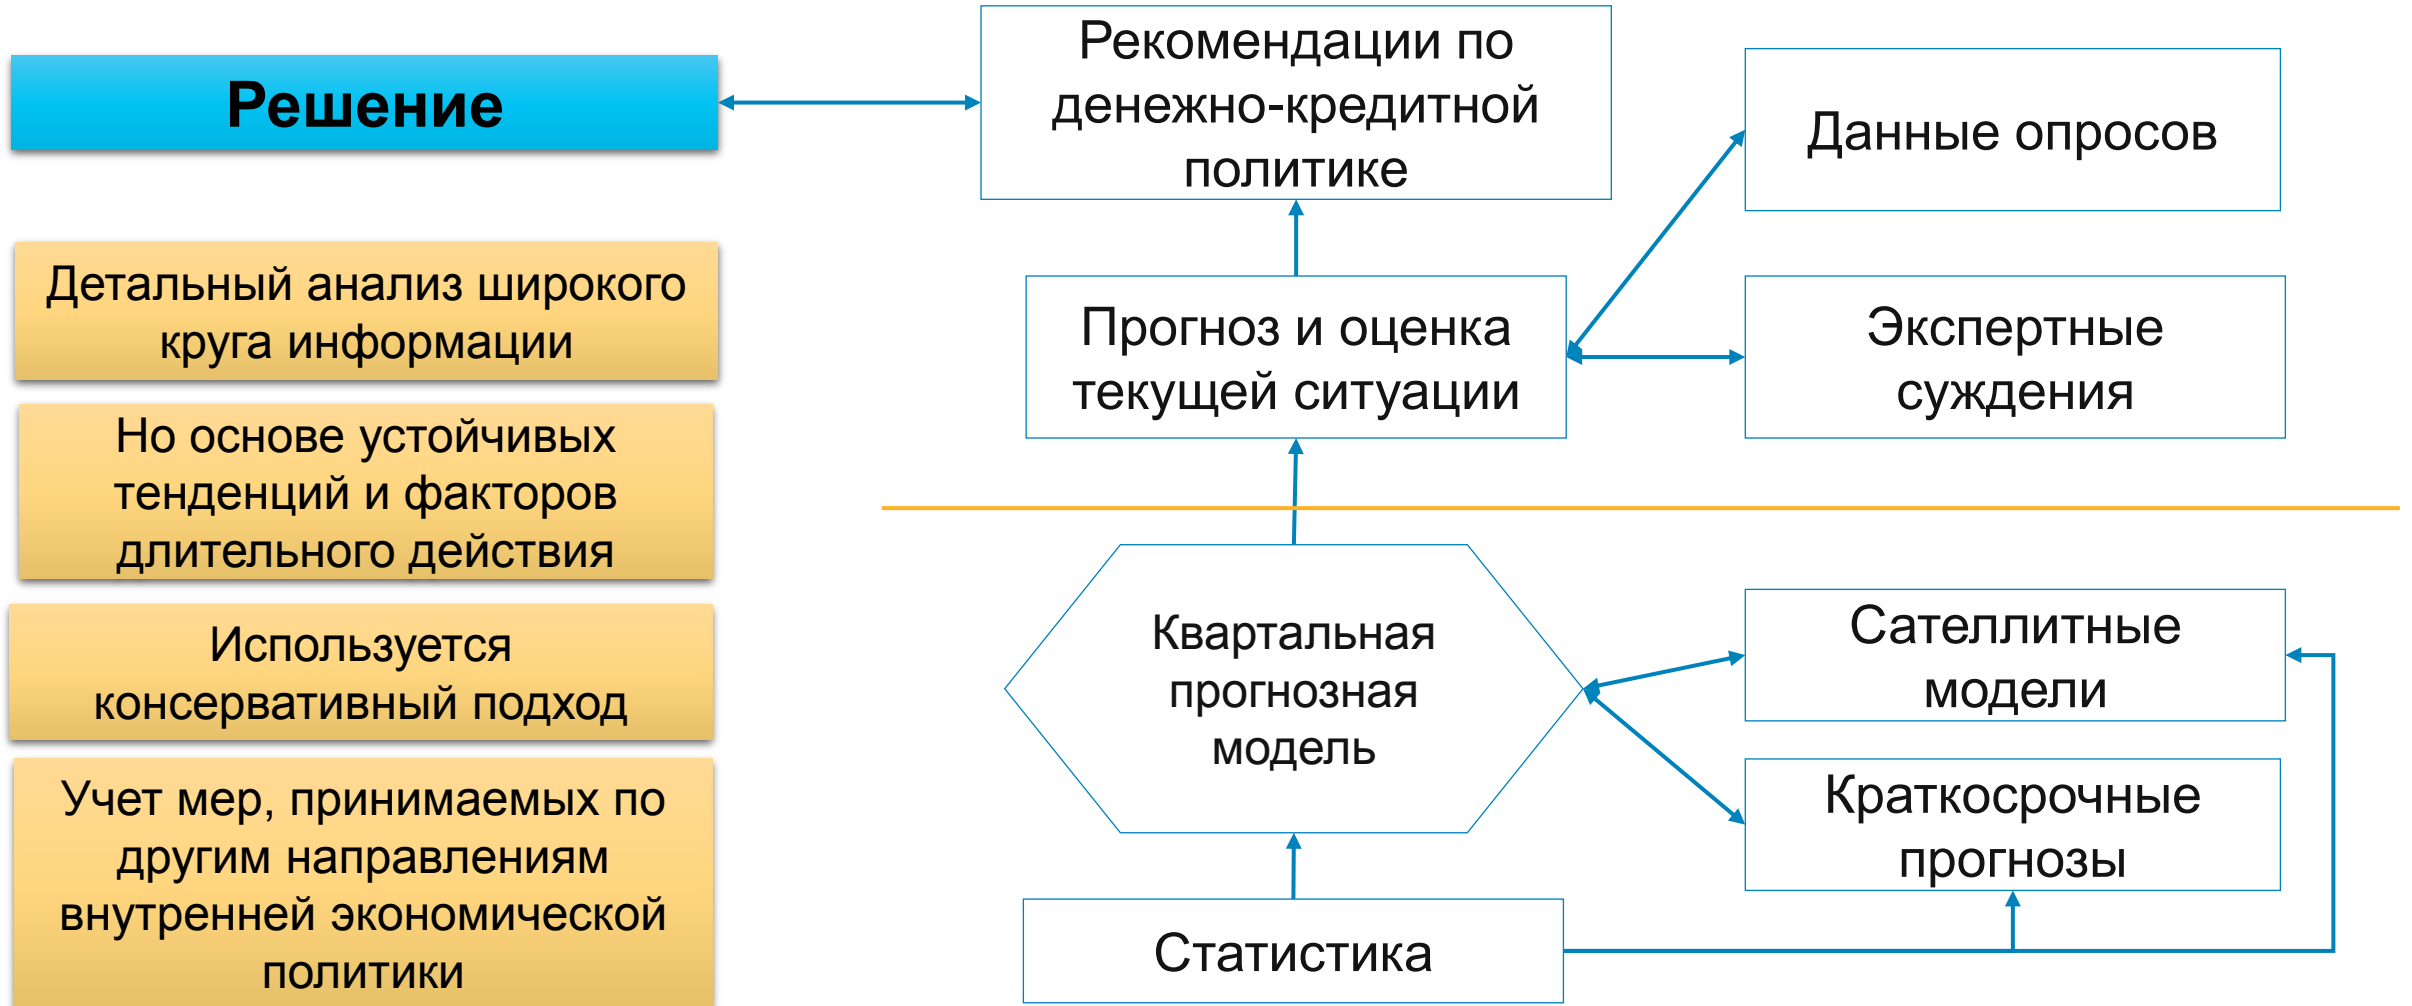 Решение
Детальный анализ широкого
круга информации
Но основе устойчивых
тенденций и факторов
длительного действия
Используется
консервативный подход
Учет мер, принимаемых по
другим направлениям
внутренней экономической
политики
Рекомендации по
денежно-кредитной
политике
Данные опросов
Прогноз и оценка
текущей ситуации
Экспертные
суждения
Квартальная
прогнозная
модель
Сателлитные
модели
Краткосрочные
прогнозы
Статистика